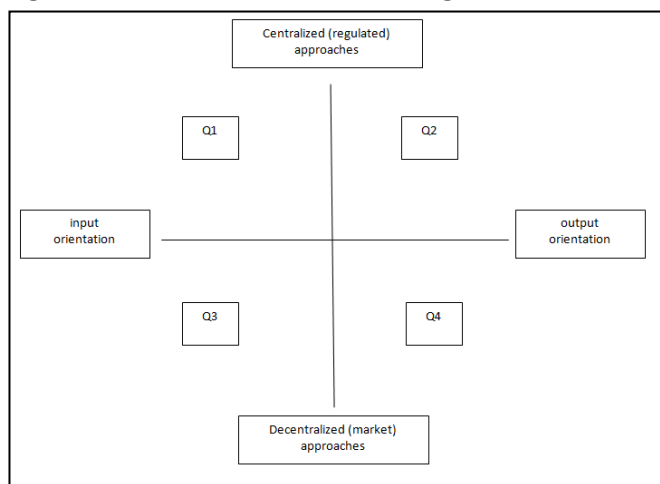 Centralized (regulated)
approaches
Q1
Q2
input
orientation
output
orientation
Q3
Q4
Decentralized (market)
approaches